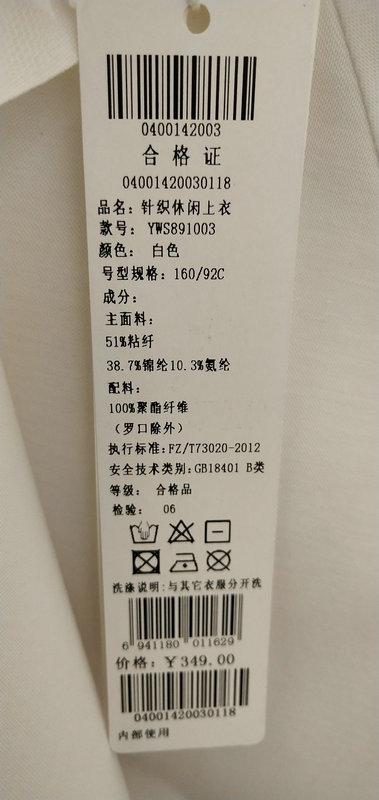 0400142003
合格证
04001420030118
品名：针织休闲上衣
款号：YWS891003
颜色：白色
号型规格：160/92C
成分：
主面料：
51%粘纤
38.7%锦纶10.3%氨纶
配料：
100%聚酯纤维
（罗口除外）
执行标准：FZ/T73020-2012
安全技术类别：GB18401 B类
等级：合格品
检验：06
洗涤说明：与其它衣服分开洗
6 941180 011629
价格：￥349.00
04001420030118
内部使用